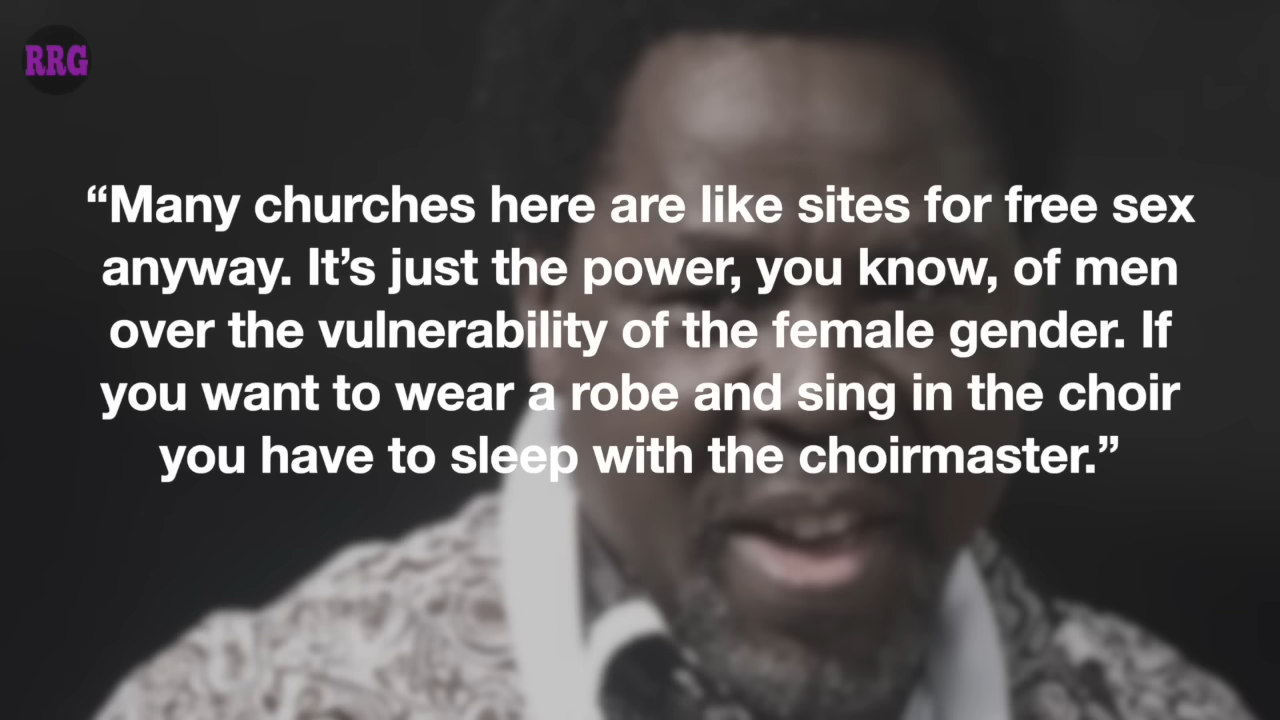 RRG
“Many churches here are like sites for free sex
anyway. It’s just the power, you know, of men
over the vulnerability of the female gender. If
you want to wear a robe and sing in the choir
you have to sleep with the choirmaster.”